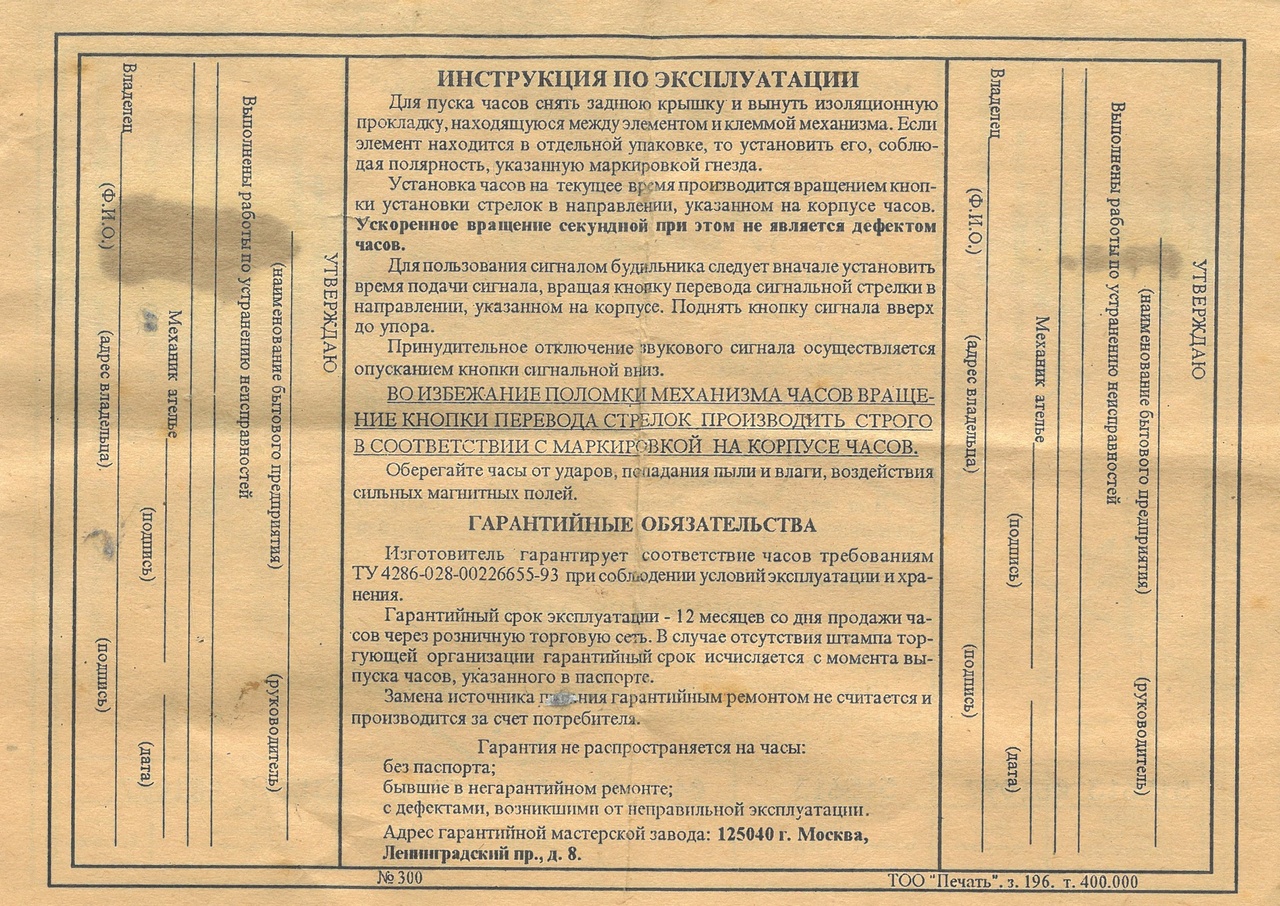 Владелец
(Ф.И.О.)
(адрес владельца)
(подпись)
Механик ателье
(подпись)
(дата)
Выполнены работы по устранению неисправностей
(наименование бытового предприятия)
(руководитель)
УТВЕРЖДАЮ
ИНСТРУКЦИЯ ПО ЭКСПЛУАТАЦИИ
Для пуска часов снять заднюю крышку и вынуть изоляционную
прокладку, находящуюся между элементом и клеммой механизма. Если
элемент находится в отдельной упаковке, то установить его, соблю-
дая полярность, указанную маркировкой гнезда.
Установка часов на текущее время производится вращением кноп-
ки установки стрелок в направлении, указанном на корпусе часов.
Ускоренное вращение секундной при этом не является дефектом
часов.
Для пользования сигналом будильника следует вначале установить
время подачи сигнала, вращая кнопку перевода сигнальной стрелки в
направлении, указанном на корпусе. Поднять кнопку сигнала вверх
до упора.
Принудительное отключение звукового сигнала осуществляется
опусканием кнопки сигнальной вниз.
ВО ИЗБЕЖАНИЕ ПОЛОМКИ МЕХАНИЗМА ЧАСОВ ВРАЩЕ-
НИЕ КНОПКИ ПЕРЕВОДА СТРЕЛОК ПРОИЗВОДИТЬ СТРОГО
В СООТВЕТСТВИИ С МАРКИРОВКОЙ НА КОРПУСЕ ЧАСОВ.
Оберегайте часы от ударов, попадания пыли и влаги, воздействия
сильных магнитных полей.
ГАРАНТИЙНЫЕ ОБЯЗАТЕЛЬСТВА
Изготовитель гарантирует соответствие часов требованиям
ТУ 4286-028-00226655-93 при соблюдении условий эксплуатации и хра-
нения.
Гарантийный срок эксплуатации - 12 месяцев со дня продажи ча-
сов через розничную торговую сеть. В случае отсутствия штампа тор-
гующей организации гарантийный срок исчисляется с момента вы-
пуска часов, указанного в паспорте.
Замена источника питания гарантийным ремонтом не считается и
производится за счет потребителя.
Гарантия не распространяется на часы:
без паспорта;
бывшие в негарантийном ремонте;
с дефектами, возникшими от неправильной эксплуатации.
Адрес гарантийной мастерской завода: 125040 г. Москва,
Ленинградский пр., д. 8.
Владелец
(Ф.И.О.)
(адрес владельца)
(подпись)
Механик ателье
(подпись)
(дата)
Выполнены работы по устранению неисправностей
(наименование бытового предприятия)
(руководитель)
УТВЕРЖДАЮ
№ 300
ТОО "Печать". з. 196. т. 400.000